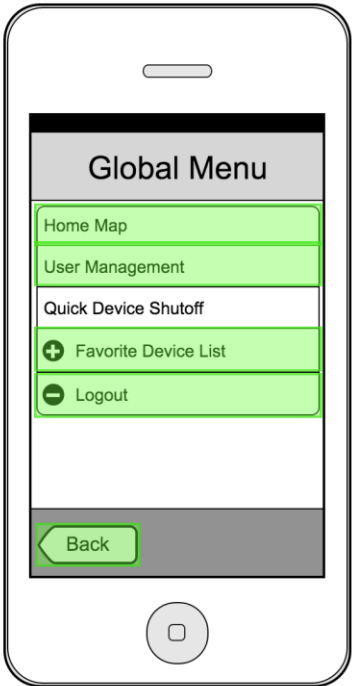 Global Menu
Home Map
User Management
Quick Device Shutoff
Favorite Device List
Logout
Back